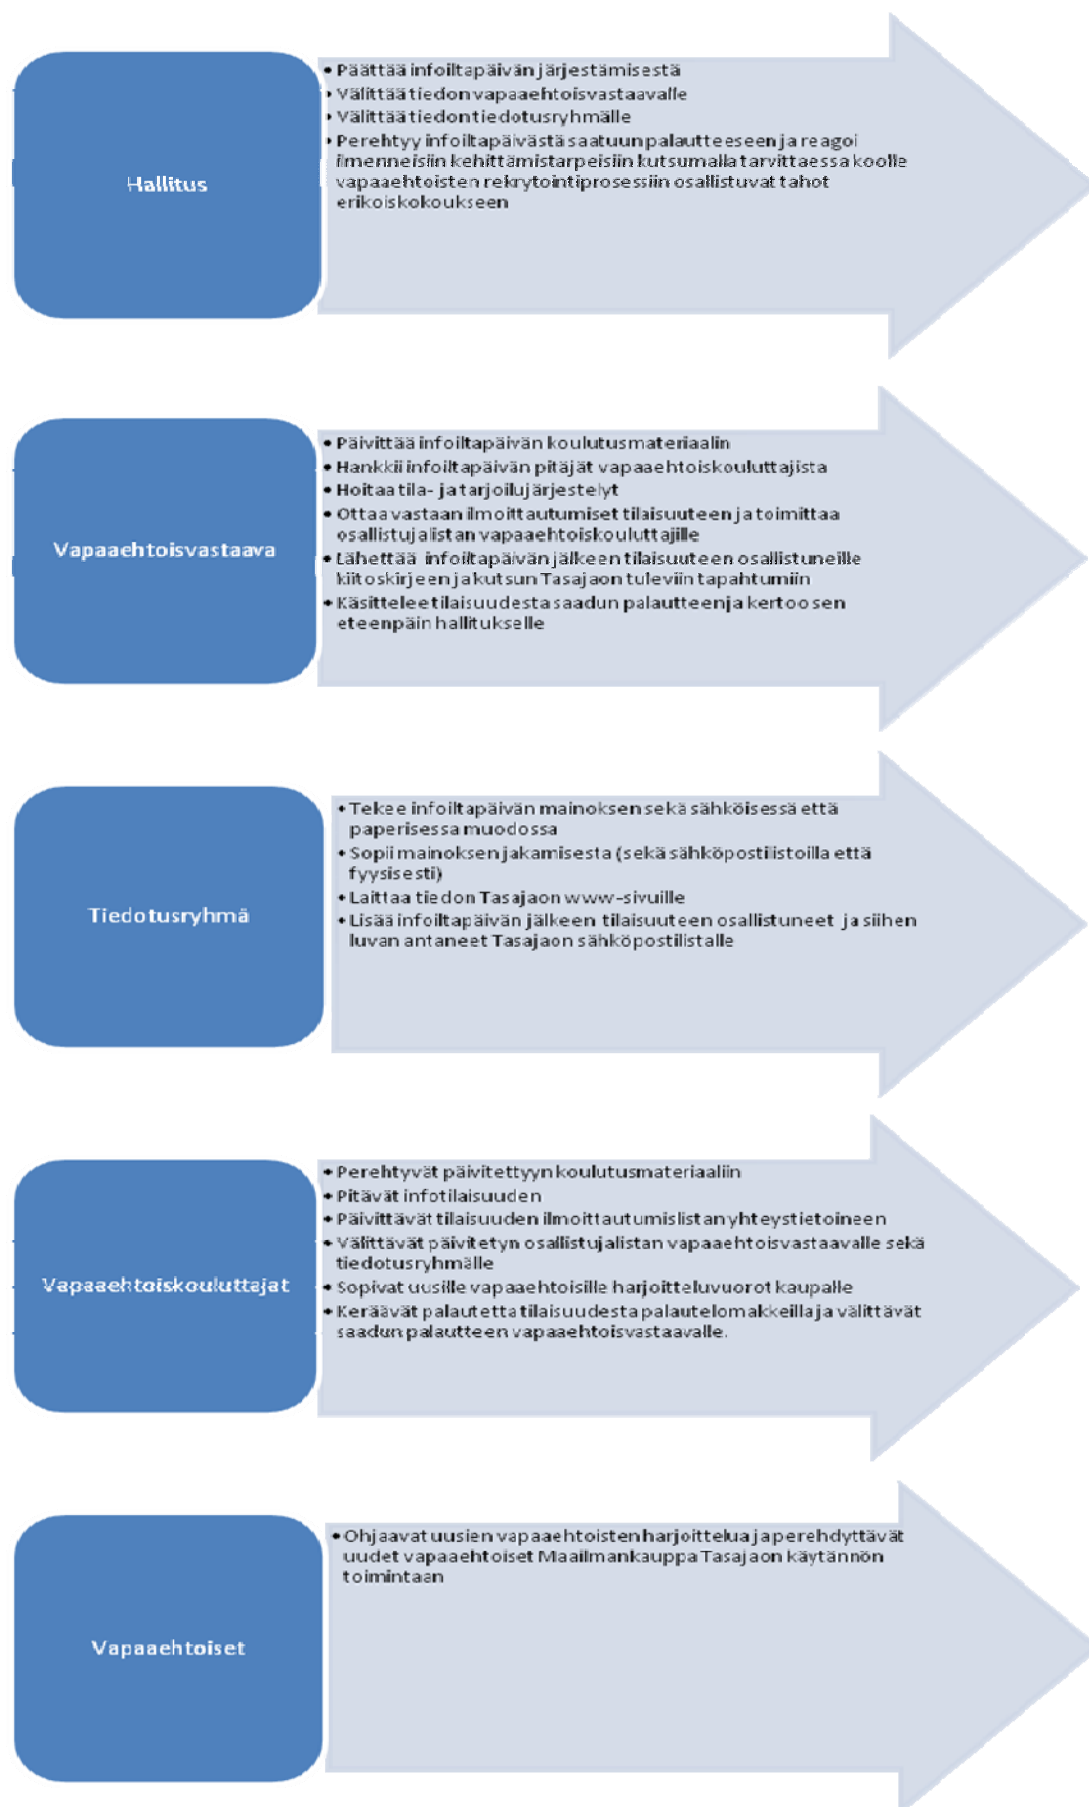 Hallitus
• Päättää infoiltapäivän järjestämisestä
• Välittää tiedon vapaaehtoisvastaavalle
• Välittää tiedon tiedotusryhmälle
• Perehtyy infoiltapäivästä saatuun palautteeseen ja reagoi
ilmenneisiin kehittämistarpeisiin kutsumalla tarvittaessa koolle
vapaaehtoisten rekrytointiprosessiin osallistuvat tahot
erikoiskokoukseen
Vapaaehtoisvastaava
• Päivittää infoiltapäivän koulutusmateriaalin
• Hankkii infoiltapäivän pitäjät vapaaehtoiskouluttajista
• Hoitaa tila- ja tarjoilujärjestelyt
• Ottaa vastaan ilmoittautumiset tilaisuuteen ja toimittaa
osallistujalistan vapaaehtoiskouluttajille
• Lähettää infoiltapäivän jälkeen tilaisuuteen osallistuneille
kiitoskirjeen ja kutsun Tasajaon tuleviin tapahtumiin
• Käsittelee tilaisuudesta saadun palautteen ja kertoo sen
eteenpäin hallitukselle
Tiedotusryhmä
• Tekee infoiltapäivän mainoksen sekä sähköisessä että
paperisessa muodossa
• Sopii mainoksen jakamisesta (sekä sähköpostilistoilla että
fyysisesti)
• Laittaa tiedon Tasajaon www-sivuille
• Lisää infoiltapäivän jälkeen tilaisuuteen osallistuneet ja siihen
luvan antaneet Tasajaon sähköpostilistalle
Vapaaehtoiskouluttajat
• Perehtyvät päivitettyyn koulutusmateriaaliin
• Pitävät infotilaisuuden
• Päivittävät tilaisuuden ilmoittautumislistan yhteystietoineen
• Välittävät päivitetyn osallistujalistan vapaaehtoisvastaavalle sekä
tiedotusryhmälle
• Sopivat uusille vapaaehtoisille harjoitteluvuorot kaupalle
• Keräävät palautetta tilaisuudesta palautelomakkeilla ja välittävät
saadun palautteen vapaaehtoisvastaavalle.
Vapaaehtoiset
• Ohjaavat uusien vapaaehtoisten harjoittelua ja perehdyttävät
uudet vapaaehtoiset Maailmankauppa Tasajaon käytännön
toimintaan